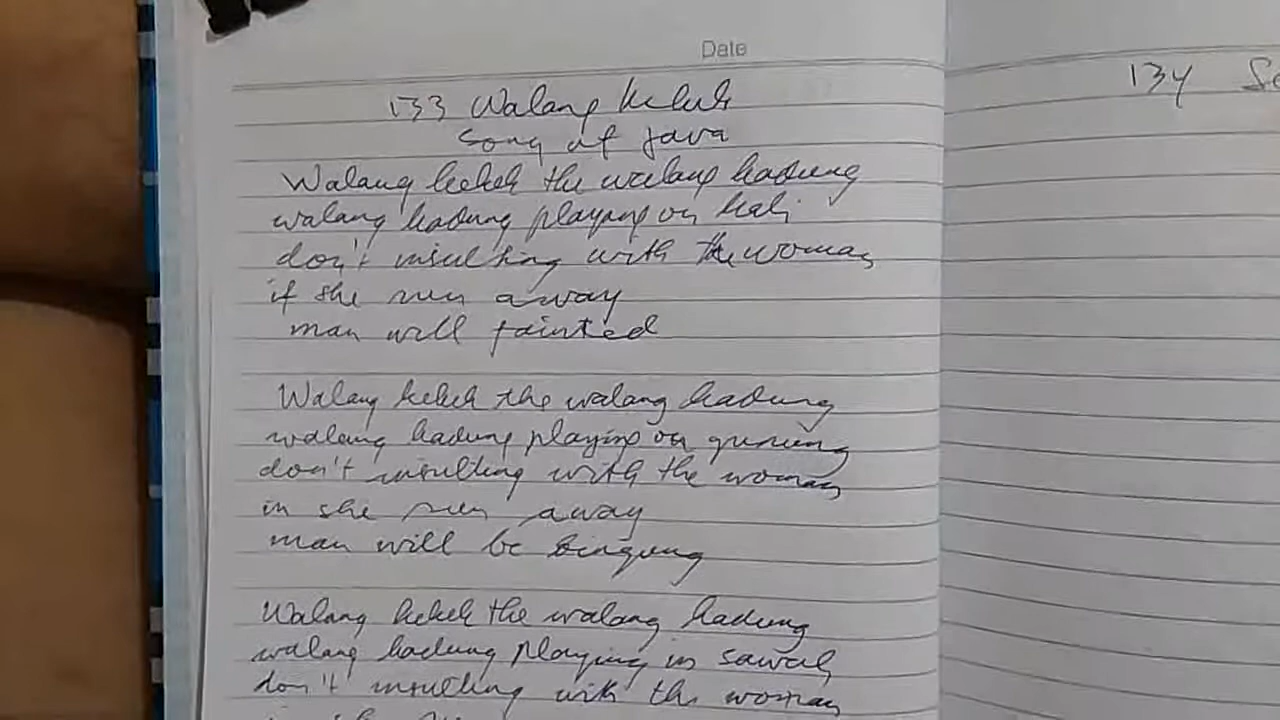 Date
133 Walang kekek
song of java
Walang kekek the walang kadung
walang kadung playing on kali
don't insulting with the woman
if she run away
man will fainted
Walang kekek the walang kadung
walang kadung playing on gunung
don't insulting with the woman
in she run away
man will be bingung
Walang kekek the walang kadung
walang kadung playing in sawah
don't insulting with the woman
134